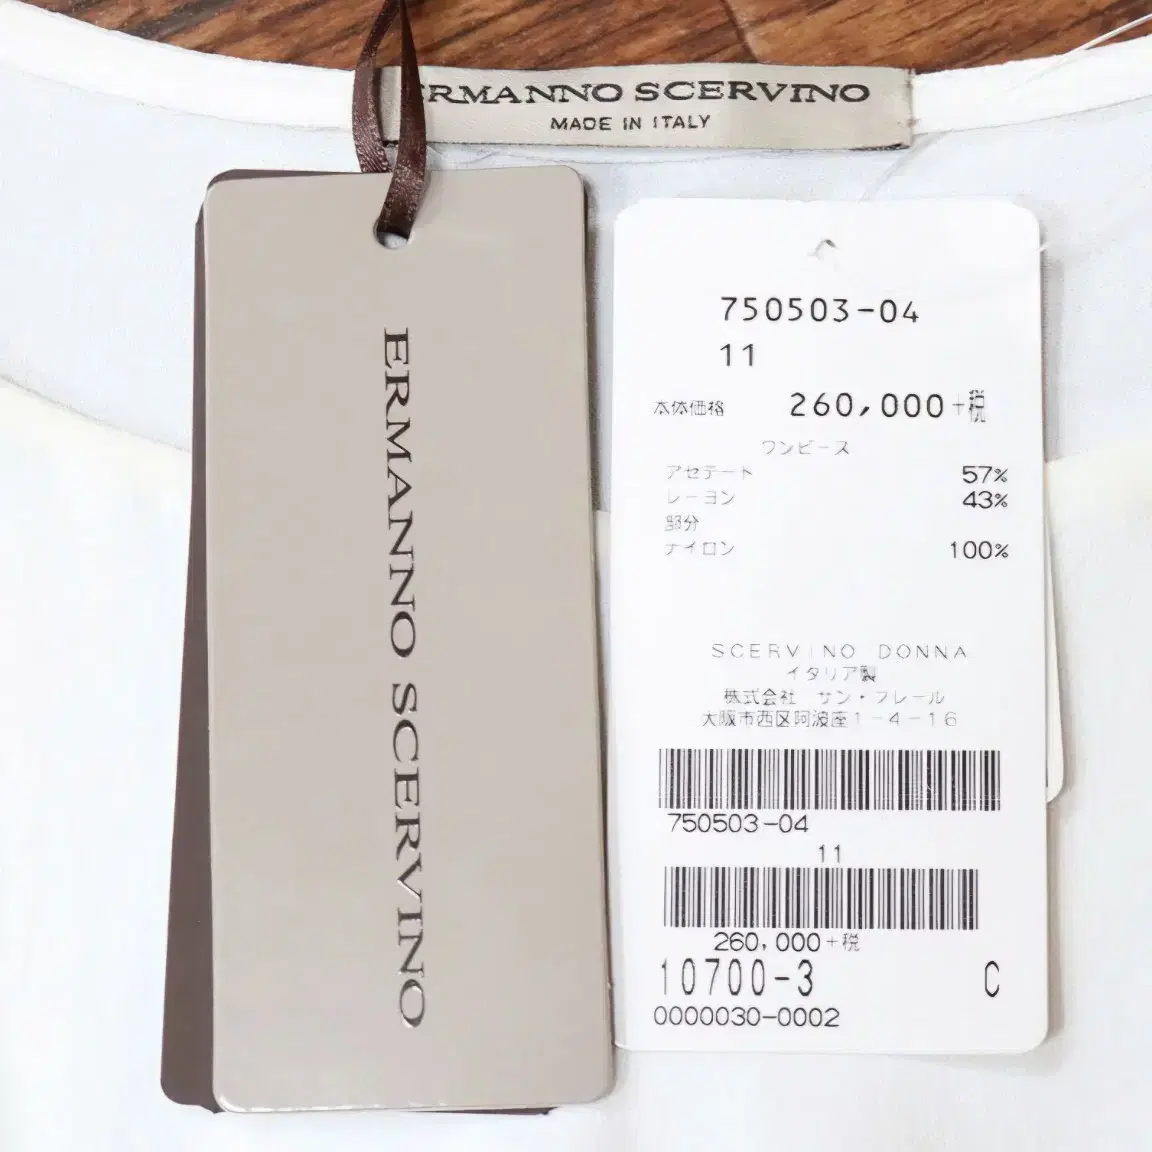 ERMANNO SCERVINO
MADE IN ITALY
ERMANNO SCERVINO
750503-04
11
本体価格 260,000+税
ワンピース
アセテート 57%
レーヨン 43%
部分
ナイロン 100%
SCERVINO DONNA
イタリア製
株式会社 サン・フレール
大阪市西区阿波座1-4-16
750503-04
11
260,000+税
10700-3 C
0000030-0002